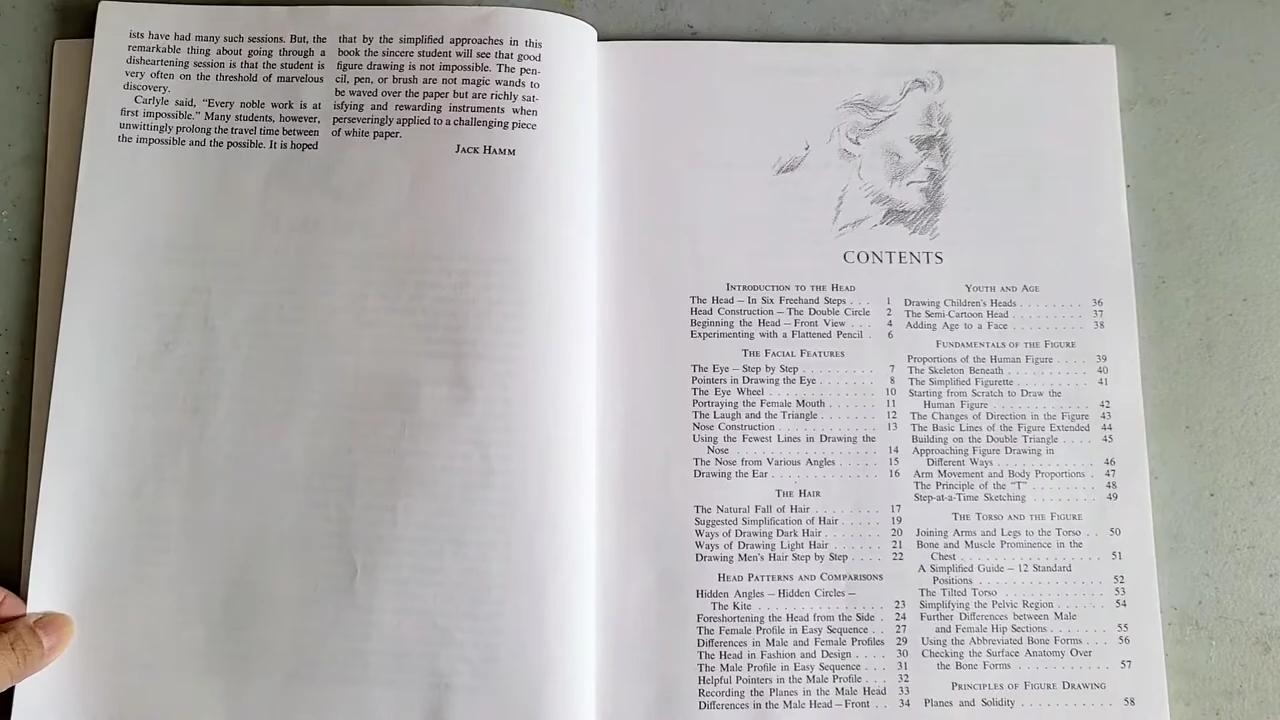 ists have had many such sessions. But, the
remarkable thing about going through a
disheartening session is that the student is
very often on the threshold of marvelous
discovery.
Carlyle said, “Every noble work is at
first impossible.” Many students, however,
unwittingly prolong the travel time between
the impossible and the possible. It is hoped
that by the simplified approaches in this
book the sincere student will see that good
figure drawing is not impossible. The pen-
cil, pen, or brush are not magic wands to
be waved over the paper but are richly sat-
isfying and rewarding instruments when
perseveringly applied to a challenging piece
of white paper.
JACK HAMM
CONTENTS
INTRODUCTION TO THE HEAD
The Head — In Six Freehand Steps . . . 1
Head Construction — The Double Circle 2
Beginning the Head — Front View . . . 4
Experimenting with a Flattened Pencil . 6
THE FACIAL FEATURES
The Eye — Step by Step . . . . . . . . . 7
Pointers in Drawing the Eye . . . . . . . 8
The Eye Wheel . . . . . . . . . . . . . 10
Portraying the Female Mouth . . . . . . 11
The Laugh and the Triangle . . . . . . . 12
Nose Construction . . . . . . . . . . . 13
Using the Fewest Lines in Drawing the
Nose . . . . . . . . . . . . . . . . 14
The Nose from Various Angles . . . . . 15
Drawing the Ear . . . . . . . . . . . . 16
THE HAIR
The Natural Fall of Hair . . . . . . . . 17
Suggested Simplification of Hair . . . . . 19
Ways of Drawing Dark Hair . . . . . . . 20
Ways of Drawing Light Hair . . . . . . 21
Drawing Men's Hair Step by Step . . . . 22
HEAD PATTERNS AND COMPARISONS
Hidden Angles — Hidden Circles —
The Kite . . . . . . . . . . . . . . 23
Foreshortening the Head from the Side . 24
The Female Profile in Easy Sequence . . 27
Differences in Male and Female Profiles 29
The Head in Fashion and Design . . . . 30
The Male Profile in Easy Sequence . . . 31
Helpful Pointers in the Male Profile . . . 32
Recording the Planes in the Male Head 33
Differences in the Male Head — Front . . 34
YOUTH AND AGE
Drawing Children's Heads . . . . . . . . 36
The Semi-Cartoon Head . . . . . . . . . 37
Adding Age to a Face . . . . . . . . . . 38
FUNDAMENTALS OF THE FIGURE
Proportions of the Human Figure . . . . 39
The Skeleton Beneath . . . . . . . . . . 40
The Simplified Figurette . . . . . . . . . 41
Starting from Scratch to Draw the
Human Figure . . . . . . . . . . . . 42
The Changes of Direction in the Figure 43
The Basic Lines of the Figure Extended 44
Building on the Double Triangle . . . . 45
Approaching Figure Drawing in
Different Ways . . . . . . . . . . . . 46
Arm Movement and Body Proportions . 47
The Principle of the “T” . . . . . . . . 48
Step-at-a-Time Sketching . . . . . . . . 49
THE TORSO AND THE FIGURE
Joining Arms and Legs to the Torso . . 50
Bone and Muscle Prominence in the
Chest . . . . . . . . . . . . . . . . 51
A Simplified Guide — 12 Standard
Positions . . . . . . . . . . . . . . 52
The Tilted Torso . . . . . . . . . . . . 53
Simplifying the Pelvic Region . . . . . . 54
Further Differences between Male
and Female Hip Sections . . . . . . . 55
Using the Abbreviated Bone Forms . . . 56
Checking the Surface Anatomy Over
the Bone Forms . . . . . . . . . . . 57
PRINCIPLES OF FIGURE DRAWING
Planes and Solidity . . . . . . . . . . . 58